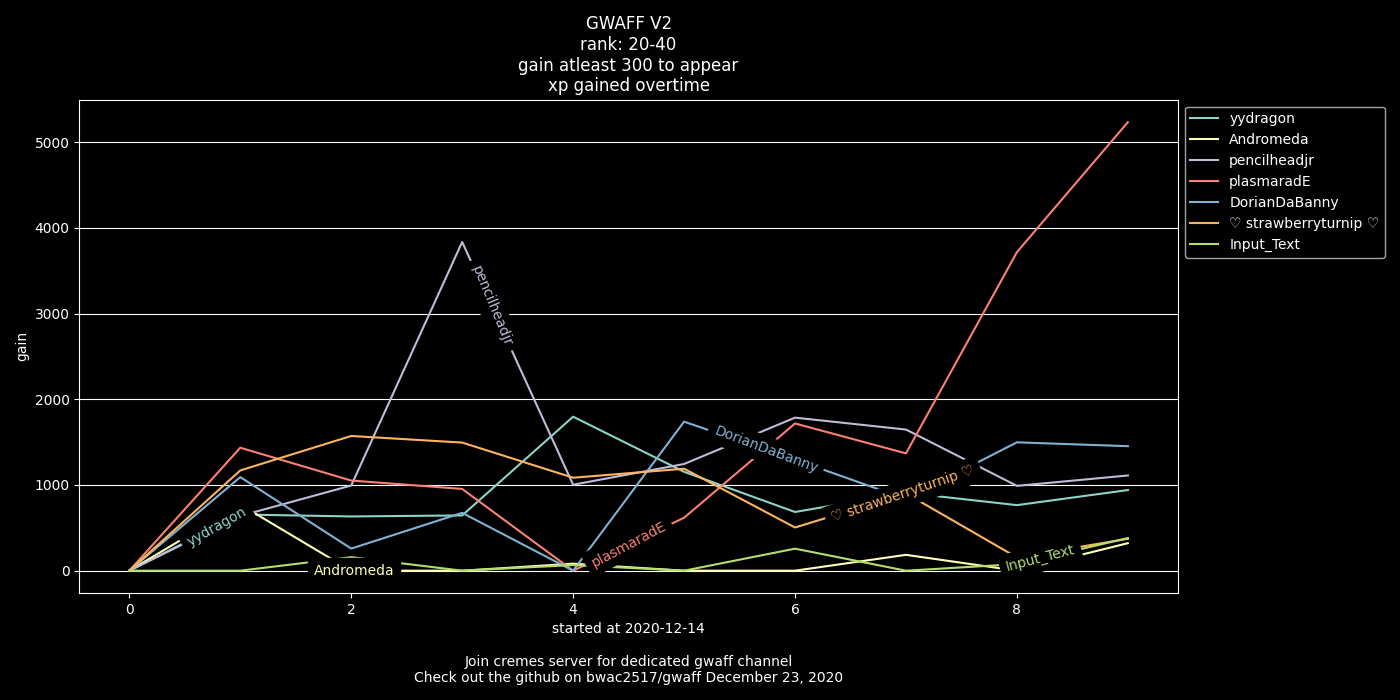 GWAFF V2
rank: 20-40
gain atleast 300 to appear
xp gained overtime
gain
5000
4000
3000
2000
1000
0
yydragon
Andromeda
pencilheadjr
plasmaradE
DorianDaBanny
♡ strawberryturnip ♡
Input_Text
yydragon
Andromeda
pencilheadjr
plasmaradE
DorianDaBanny
♡ strawberryturnip ♡
Input_Text
0 2 4 6 8
started at 2020-12-14
Join cremes server for dedicated gwaff channel
Check out the github on bwac2517/gwaff December 23, 2020